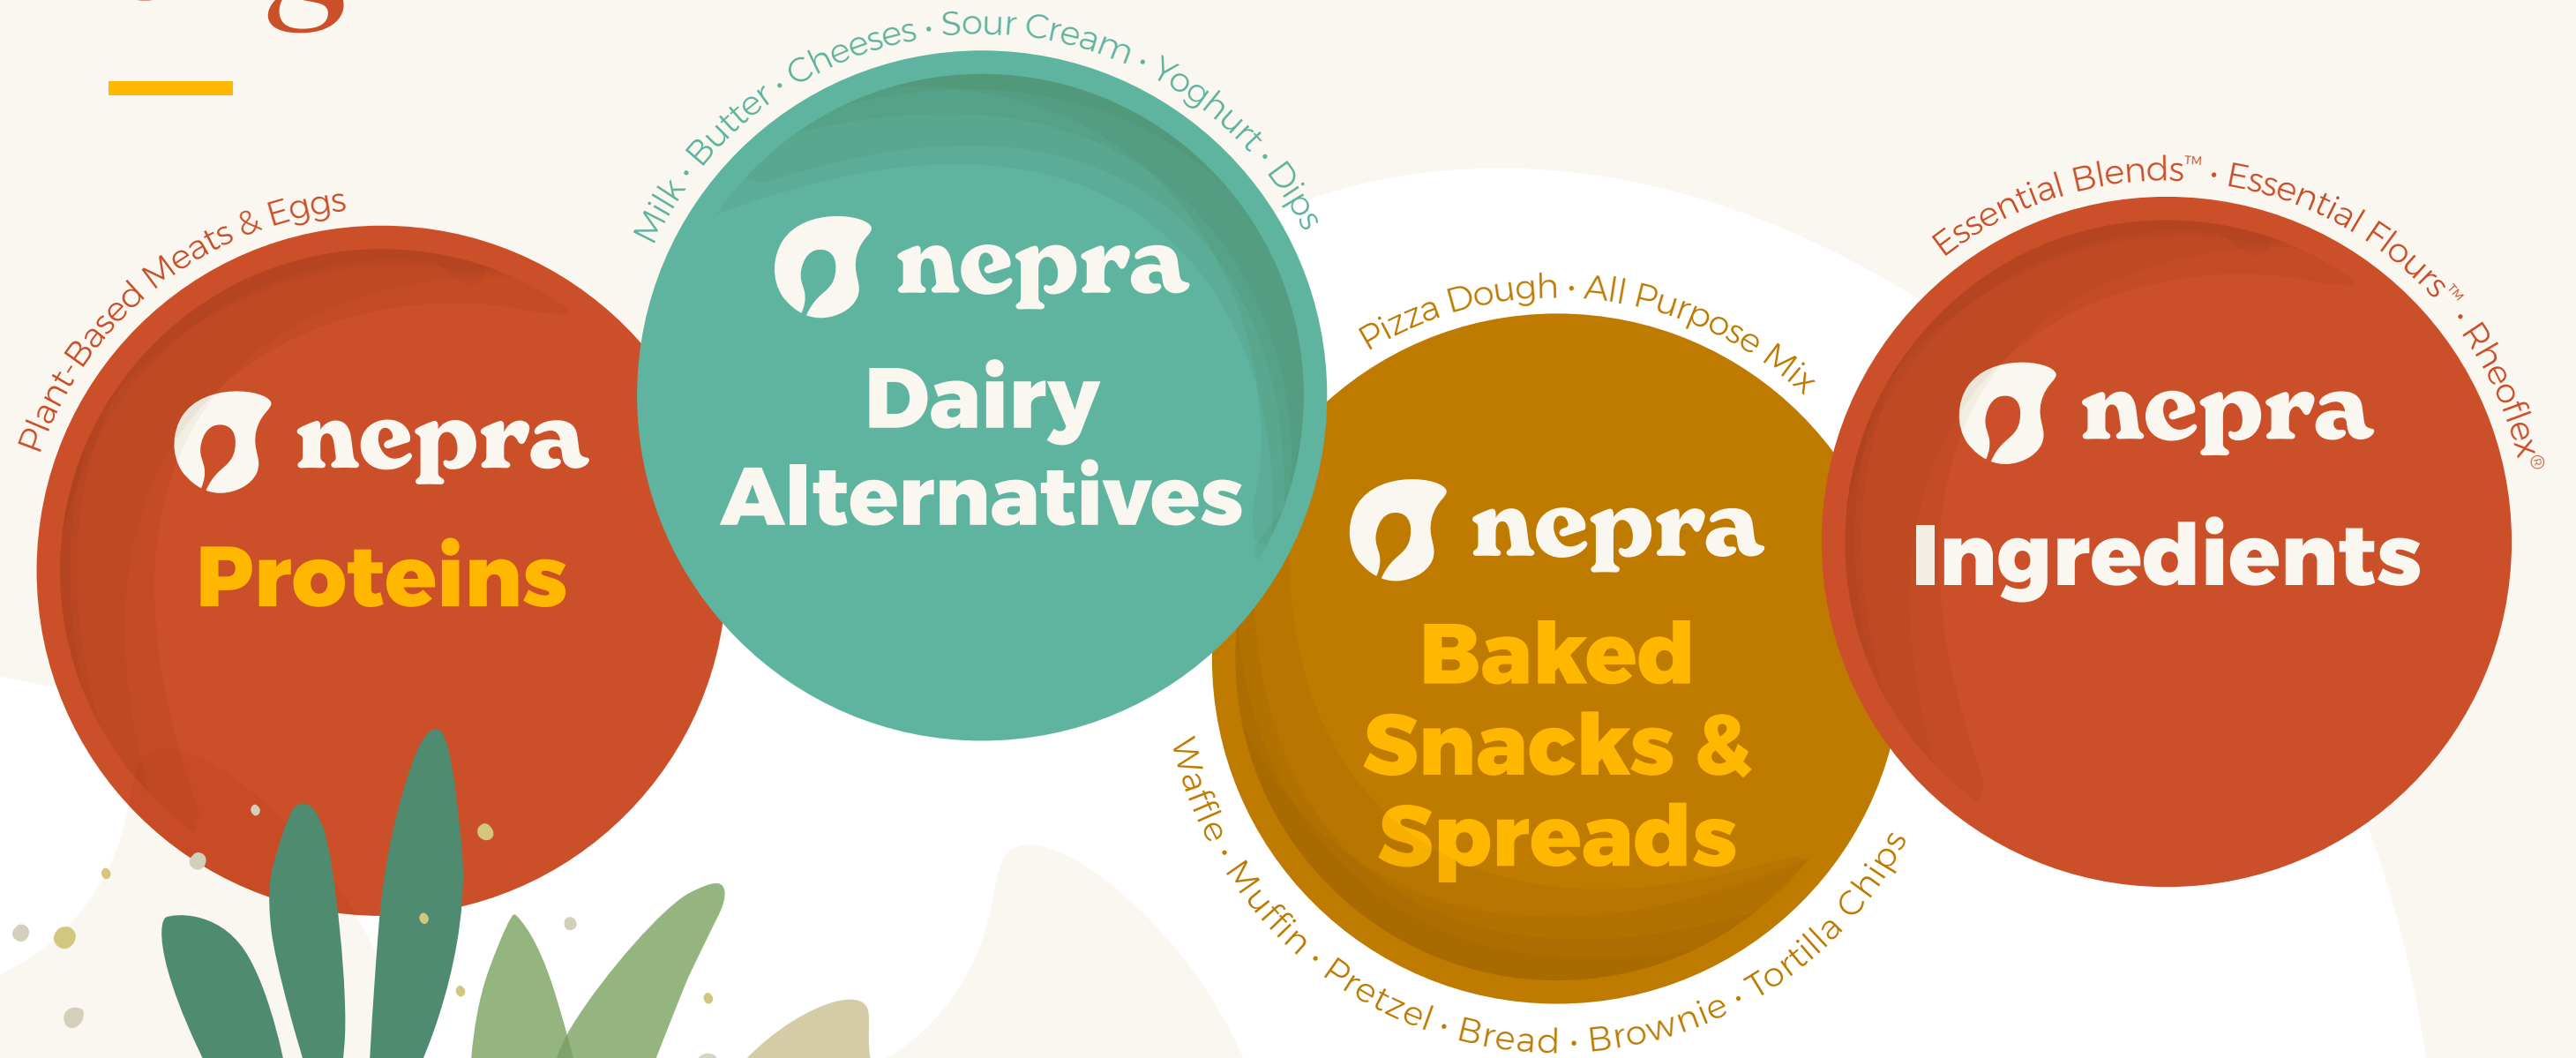 Plant-Based Meats & Eggs
nepra
Proteins
Milk · Butter · Cheeses · Sour Cream · Yoghurt · Dips
nepra
Dairy
Alternatives
Pizza Dough · All Purpose Mix
nepra
Baked
Snacks &
Spreads
Waffle · Muffin · Pretzel · Bread · Brownie · Tortilla Chips
Essential Blends™ · Essential Flours™ · Rheoflex®
nepra
Ingredients